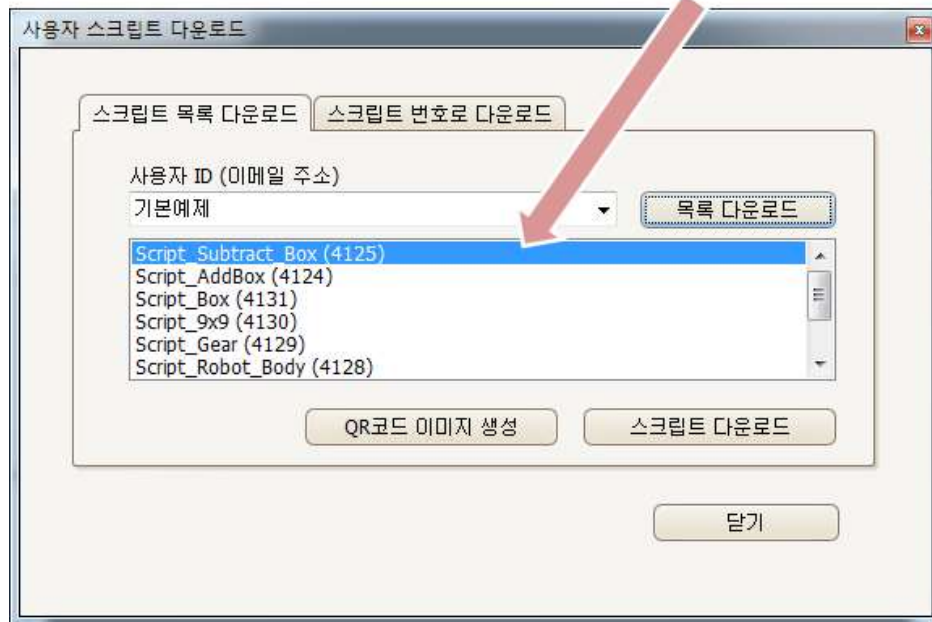 사용자 스크립트 다운로드
스크립트 목록 다운로드 스크립트 번호로 다운로드
사용자 ID (이메일 주소)
기본예제 목록 다운로드
Script_Subtract_Box (4125)
Script_AddBox (4124)
Script_Box (4131)
Script_9x9 (4130)
Script_Gear (4129)
Script_Robot_Body (4128)
QR코드 이미지 생성 스크립트 다운로드
닫기